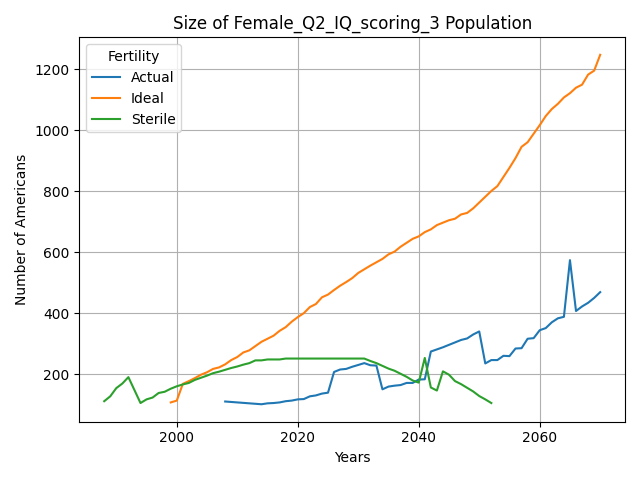 Size of Female_Q2_IQ_scoring_3 Population
Fertility
Actual
Ideal
Sterile
Number of Americans
1200
1000
800
600
400
200
2000 2020 2040 2060
Years